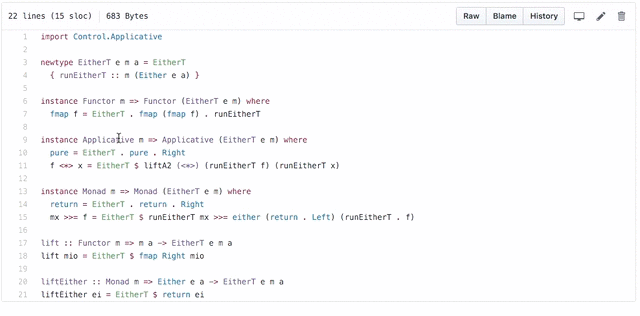 22 lines (15 sloc) 683 Bytes Raw Blame History
1 import Control.Applicative
2
3 newtype EitherT e m a = EitherT
4 { runEitherT :: m (Either e a) }
5
6 instance Functor m => Functor (EitherT e m) where
7 fmap f = EitherT . fmap (fmap f) . runEitherT
8
9 instance Applicative m => Applicative (EitherT e m) where
10 pure = EitherT . pure . Right
11 f <*> x = EitherT $ liftA2 (<*>) (runEitherT f) (runEitherT x)
12
13 instance Monad m => Monad (EitherT e m) where
14 return = EitherT . return . Right
15 mx >>= f = EitherT $ runEitherT mx >>= either (return . Left) (runEitherT . f)
16
17 lift :: Functor m => m a -> EitherT e m a
18 lift mio = EitherT $ fmap Right mio
19
20 liftEither :: Monad m => Either e a -> EitherT e m a
21 liftEither ei = EitherT $ return ei